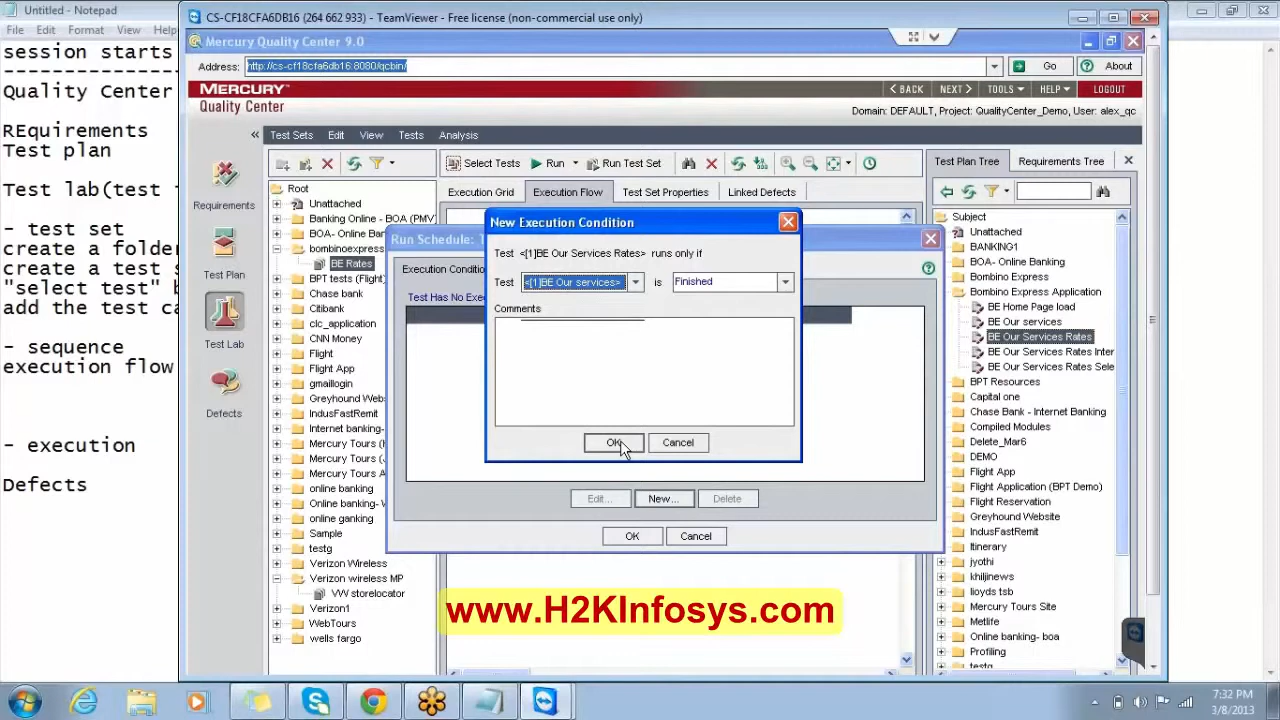 Untitled - Notepad
File Edit Format View Help
session starts
Quality Center
REquirements
Test plan
Test lab(test
- test set
create a folder
create a test s
"select test" b
add the test ca
- sequence
execution flow
- execution
Defects
CS-CF18CFA6DB16 (264 662 933) - TeamViewer - Free license (non-commercial use only)
Mercury Quality Center 9.0
Address: http://cs-cf18cfa6db16:8080/qcbin/ Go About
MERCURY
Quality Center
BACK NEXT TOOLS HELP LOGOUT
Domain: DEFAULT, Project: QualityCenter_Demo, User: alex_qc
Test Sets Edit View Tests Analysis
Requirements
Test Plan
Test Lab
Defects
Root
Unattached
Banking Online - BOA (PMV)
BOA- Online Ban
bombinoexpress
BE Rates
BPT tests (Flight)
Chase bank
Citibank
clc_application
CNN Money
Flight
Flight App
gmaillogin
Greyhound Webs
IndusFastRemit
Internet banking-
Mercury Tours (
Mercury Tours (
Mercury Tours A
online banking
Online banking- w
online ganking
Sample
testg
Verizon Wireless
Verizon wireless MP
VW storelocator
Verizon1
WebTours
wells fargo
Select Tests Run Run Test Set
Execution Grid Execution Flow Test Set Properties Linked Defects
Run Schedule: T
Execution Conditio
Test Has No Exe
Edit... New... Delete
OK Cancel
New Execution Condition
Test <[1]BE Our Services Rates> runs only if
Test <[1]BE Our services> is Finished
Comments
OK Cancel
Test Plan Tree Requirements Tree
Subject
Unattached
BANKING1
BOA- Online Banking
Bombino Express
Bombino Express Application
BE Home Page load
BE Our services
BE Our Services Rates
BE Our Services Rates Inter
BE Our Services Rates Sele
BPT Resources
Capital one
Chase Bank - Internet Banking
Compiled Modules
Delete_Mar6
DEMO
Flight App
Flight Application (BPT Demo)
Flight Reservation
Greyhound Website
IndusFastRemit
Itinerary
jyothi
khiljinews
lioyds tsb
Mercury Tours Site
Metlife
Online banking- boa
Profiling
testg
www.H2KInfosys.com
7:32 PM
3/8/2013